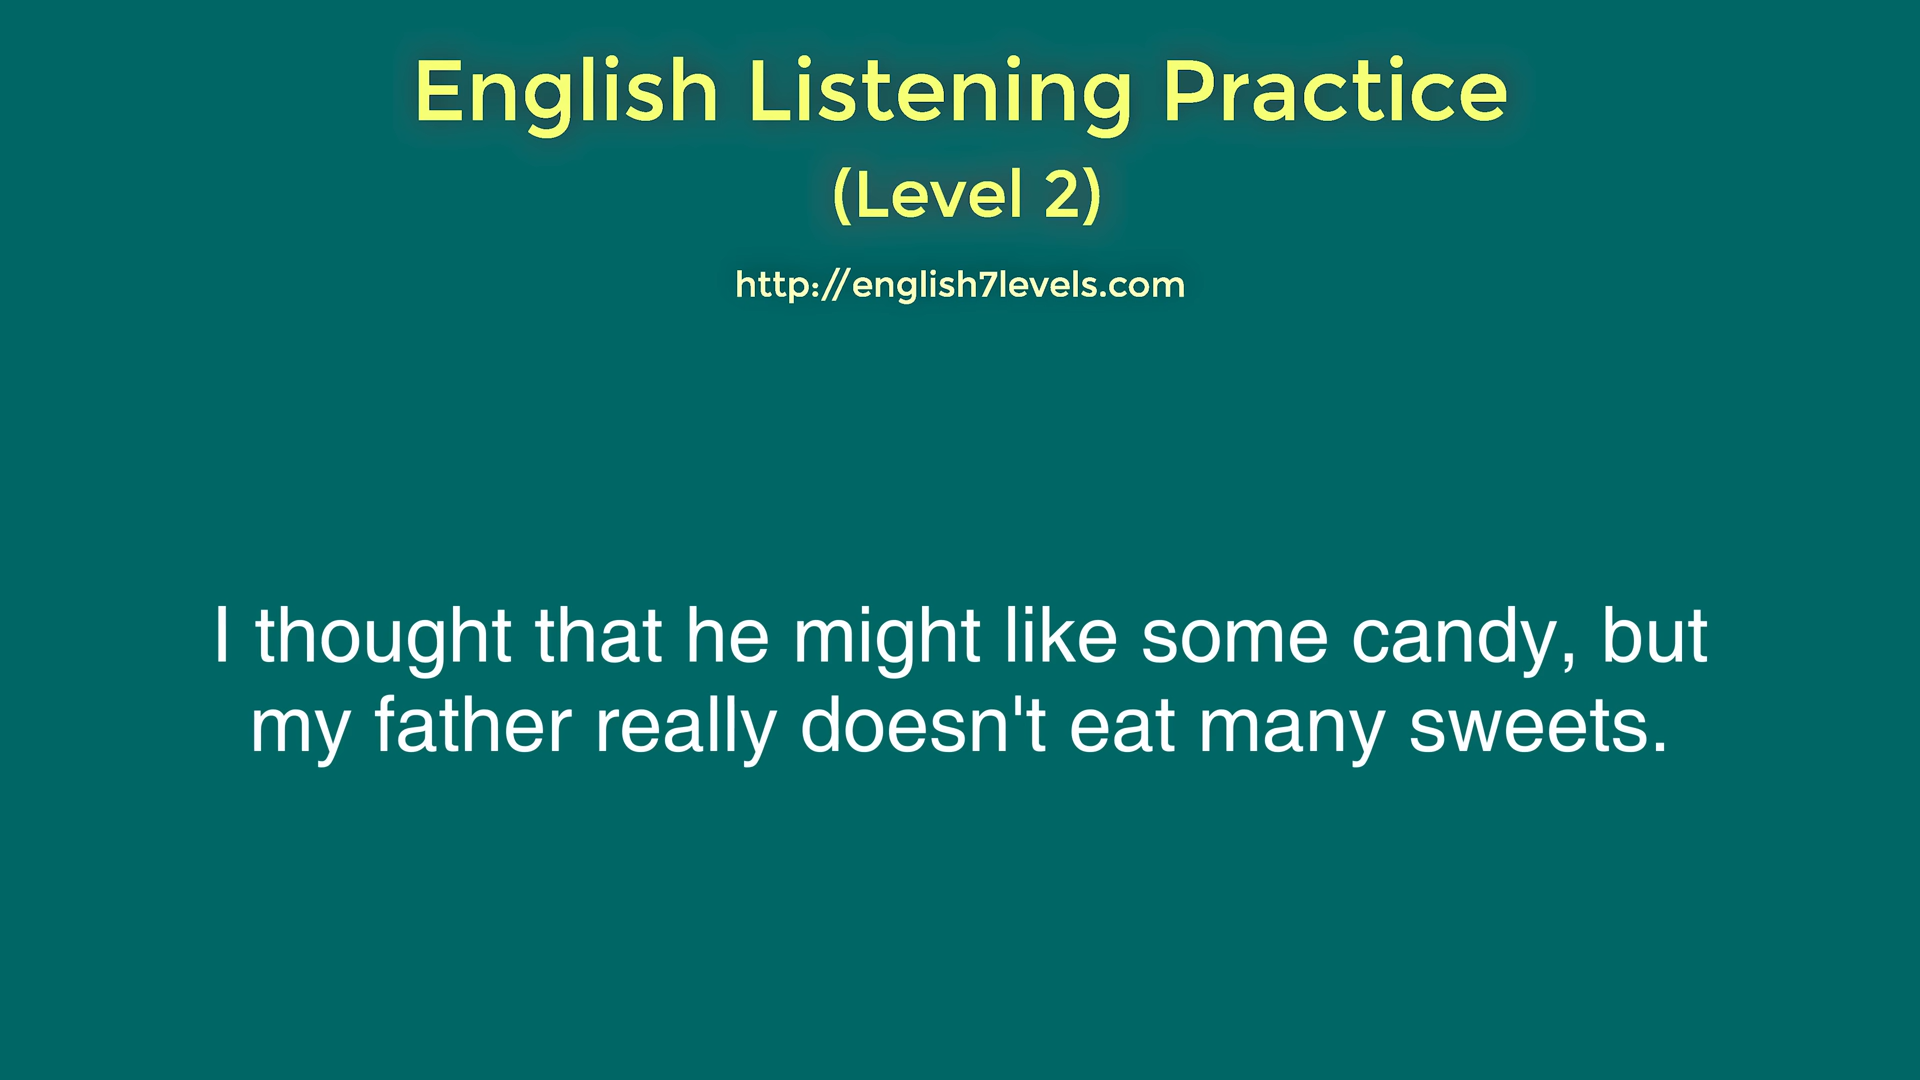 English Listening Practice
(Level 2)
http://english7levels.com
I thought that he might like some candy, but
my father really doesn't eat many sweets.